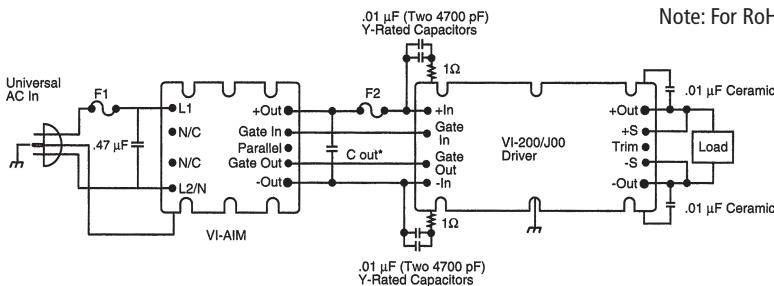 .01 µF (Two 4700 pF)
Y-Rated Capacitors
Note: For RoH
1Ω
Universal
AC In
F1
F2
.01 µF Ceramic
L1
+Out
+In
+Out
N/C
Gate In
Gate
In
+S
.47 µF
Parallel
VI-200/J00
Driver
Trim
Load
N/C
Gate Out
C out*
Gate
Out
-S
L2/N
-Out
-In
-Out
.01 µF Ceramic
1Ω
VI-AIM
.01 µF (Two 4700 pF)
Y-Rated Capacitors